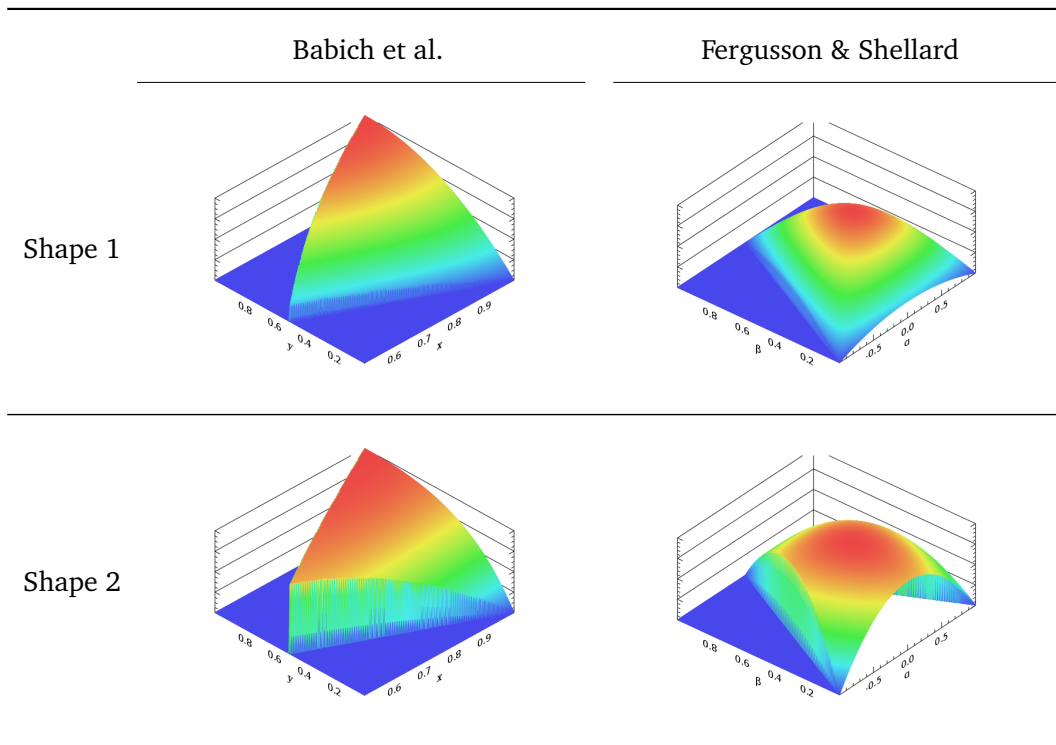 Babich et al. Fergusson & Shellard
Shape 1
0.8 0.6 0.4 0.2 y 0.6 0.7 0.8 0.9 x
0.8 0.6 0.4 0.2 β -0.5 0.0 0.5 α
Shape 2
0.8 0.6 0.4 0.2 y 0.6 0.7 0.8 0.9 x
0.8 0.6 0.4 0.2 β -0.5 0.0 0.5 α